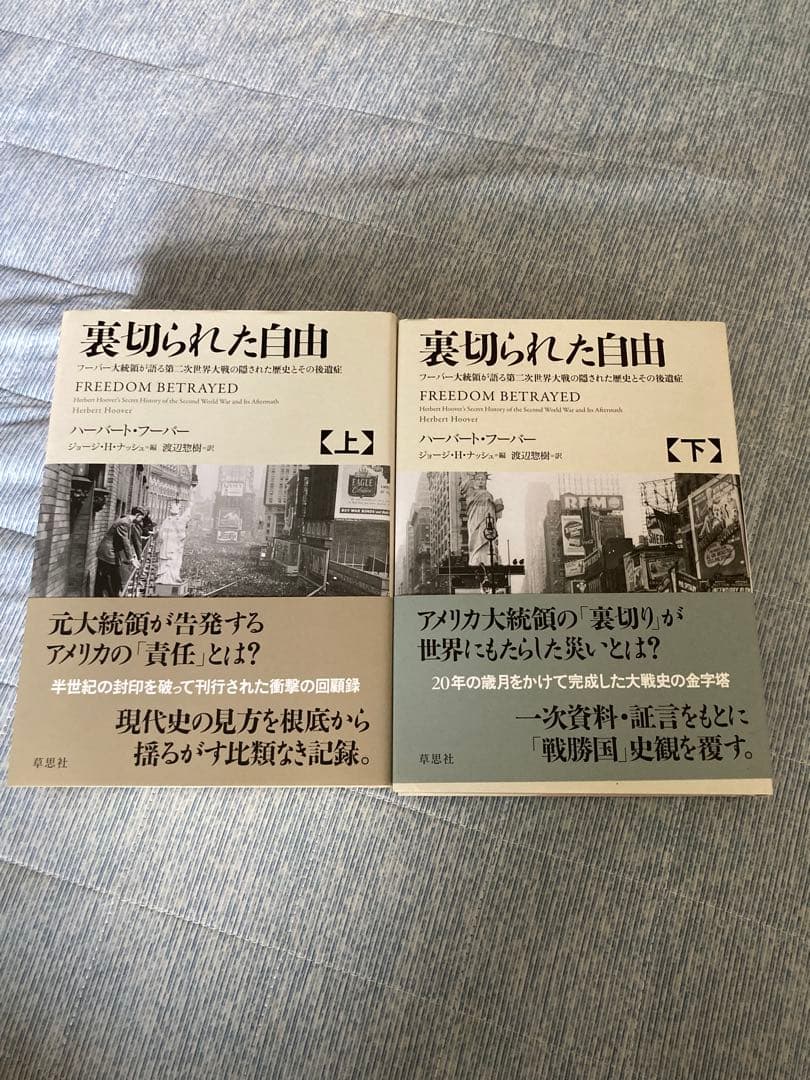 裏切られた自由
フーバー大統領が語る第二次世界大戦の隠された歴史とその後遺症
FREEDOM BETRAYED
Herbert Hoover's Secret History of the Second World War and Its Aftermath
Herbert Hoover
ハーバート・フーバー
【上】
ジョージ・H・ナッシュ=編 渡辺惣樹=訳
EAGLE
BUY WAR BONDS
元大統領が告発する
アメリカの「責任」とは?
半世紀の封印を破って刊行された衝撃の回顧録
現代史の見方を根底から
揺るがす比類なき記録。
草思社
裏切られた自由
フーバー大統領が語る第二次世界大戦の隠された歴史とその後遺症
FREEDOM BETRAYED
Herbert Hoover's Secret History of the Second World War and Its Aftermath
Herbert Hoover
ハーバート・フーバー
【下】
ジョージ・H・ナッシュ=編 渡辺惣樹=訳
アメリカ大統領の「裏切り」が
世界にもたらした災いとは?
20年の歳月をかけて完成した大戦史の金字塔
一次資料・証言をもとに
「戦勝国」史観を覆す。
草思社